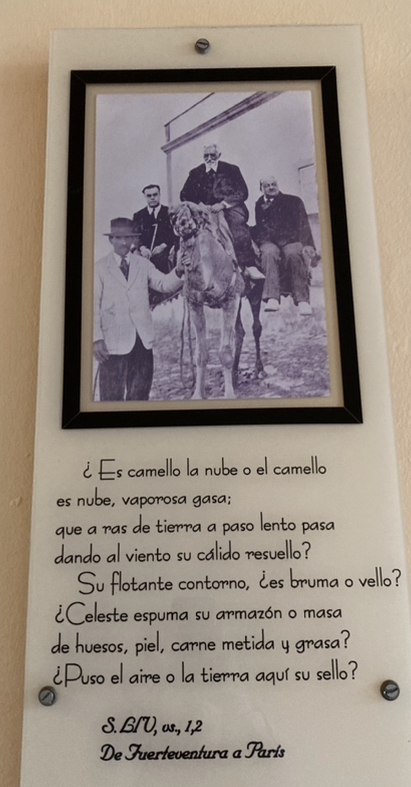 ¿ Es camello la nube o el camello
es nube, vaporosa gasa;
que a ras de tierra a paso lento pasa
dando al viento su cálido resuello?
Su flotante contorno, ¿es bruma o vello?
¿Celeste espuma su armazón o masa
de huesos, piel, carne metida y grasa?
¿Puso el aire o la tierra aquí su sello?
S. LIV, vs., 1,2
De Fuerteventura a París